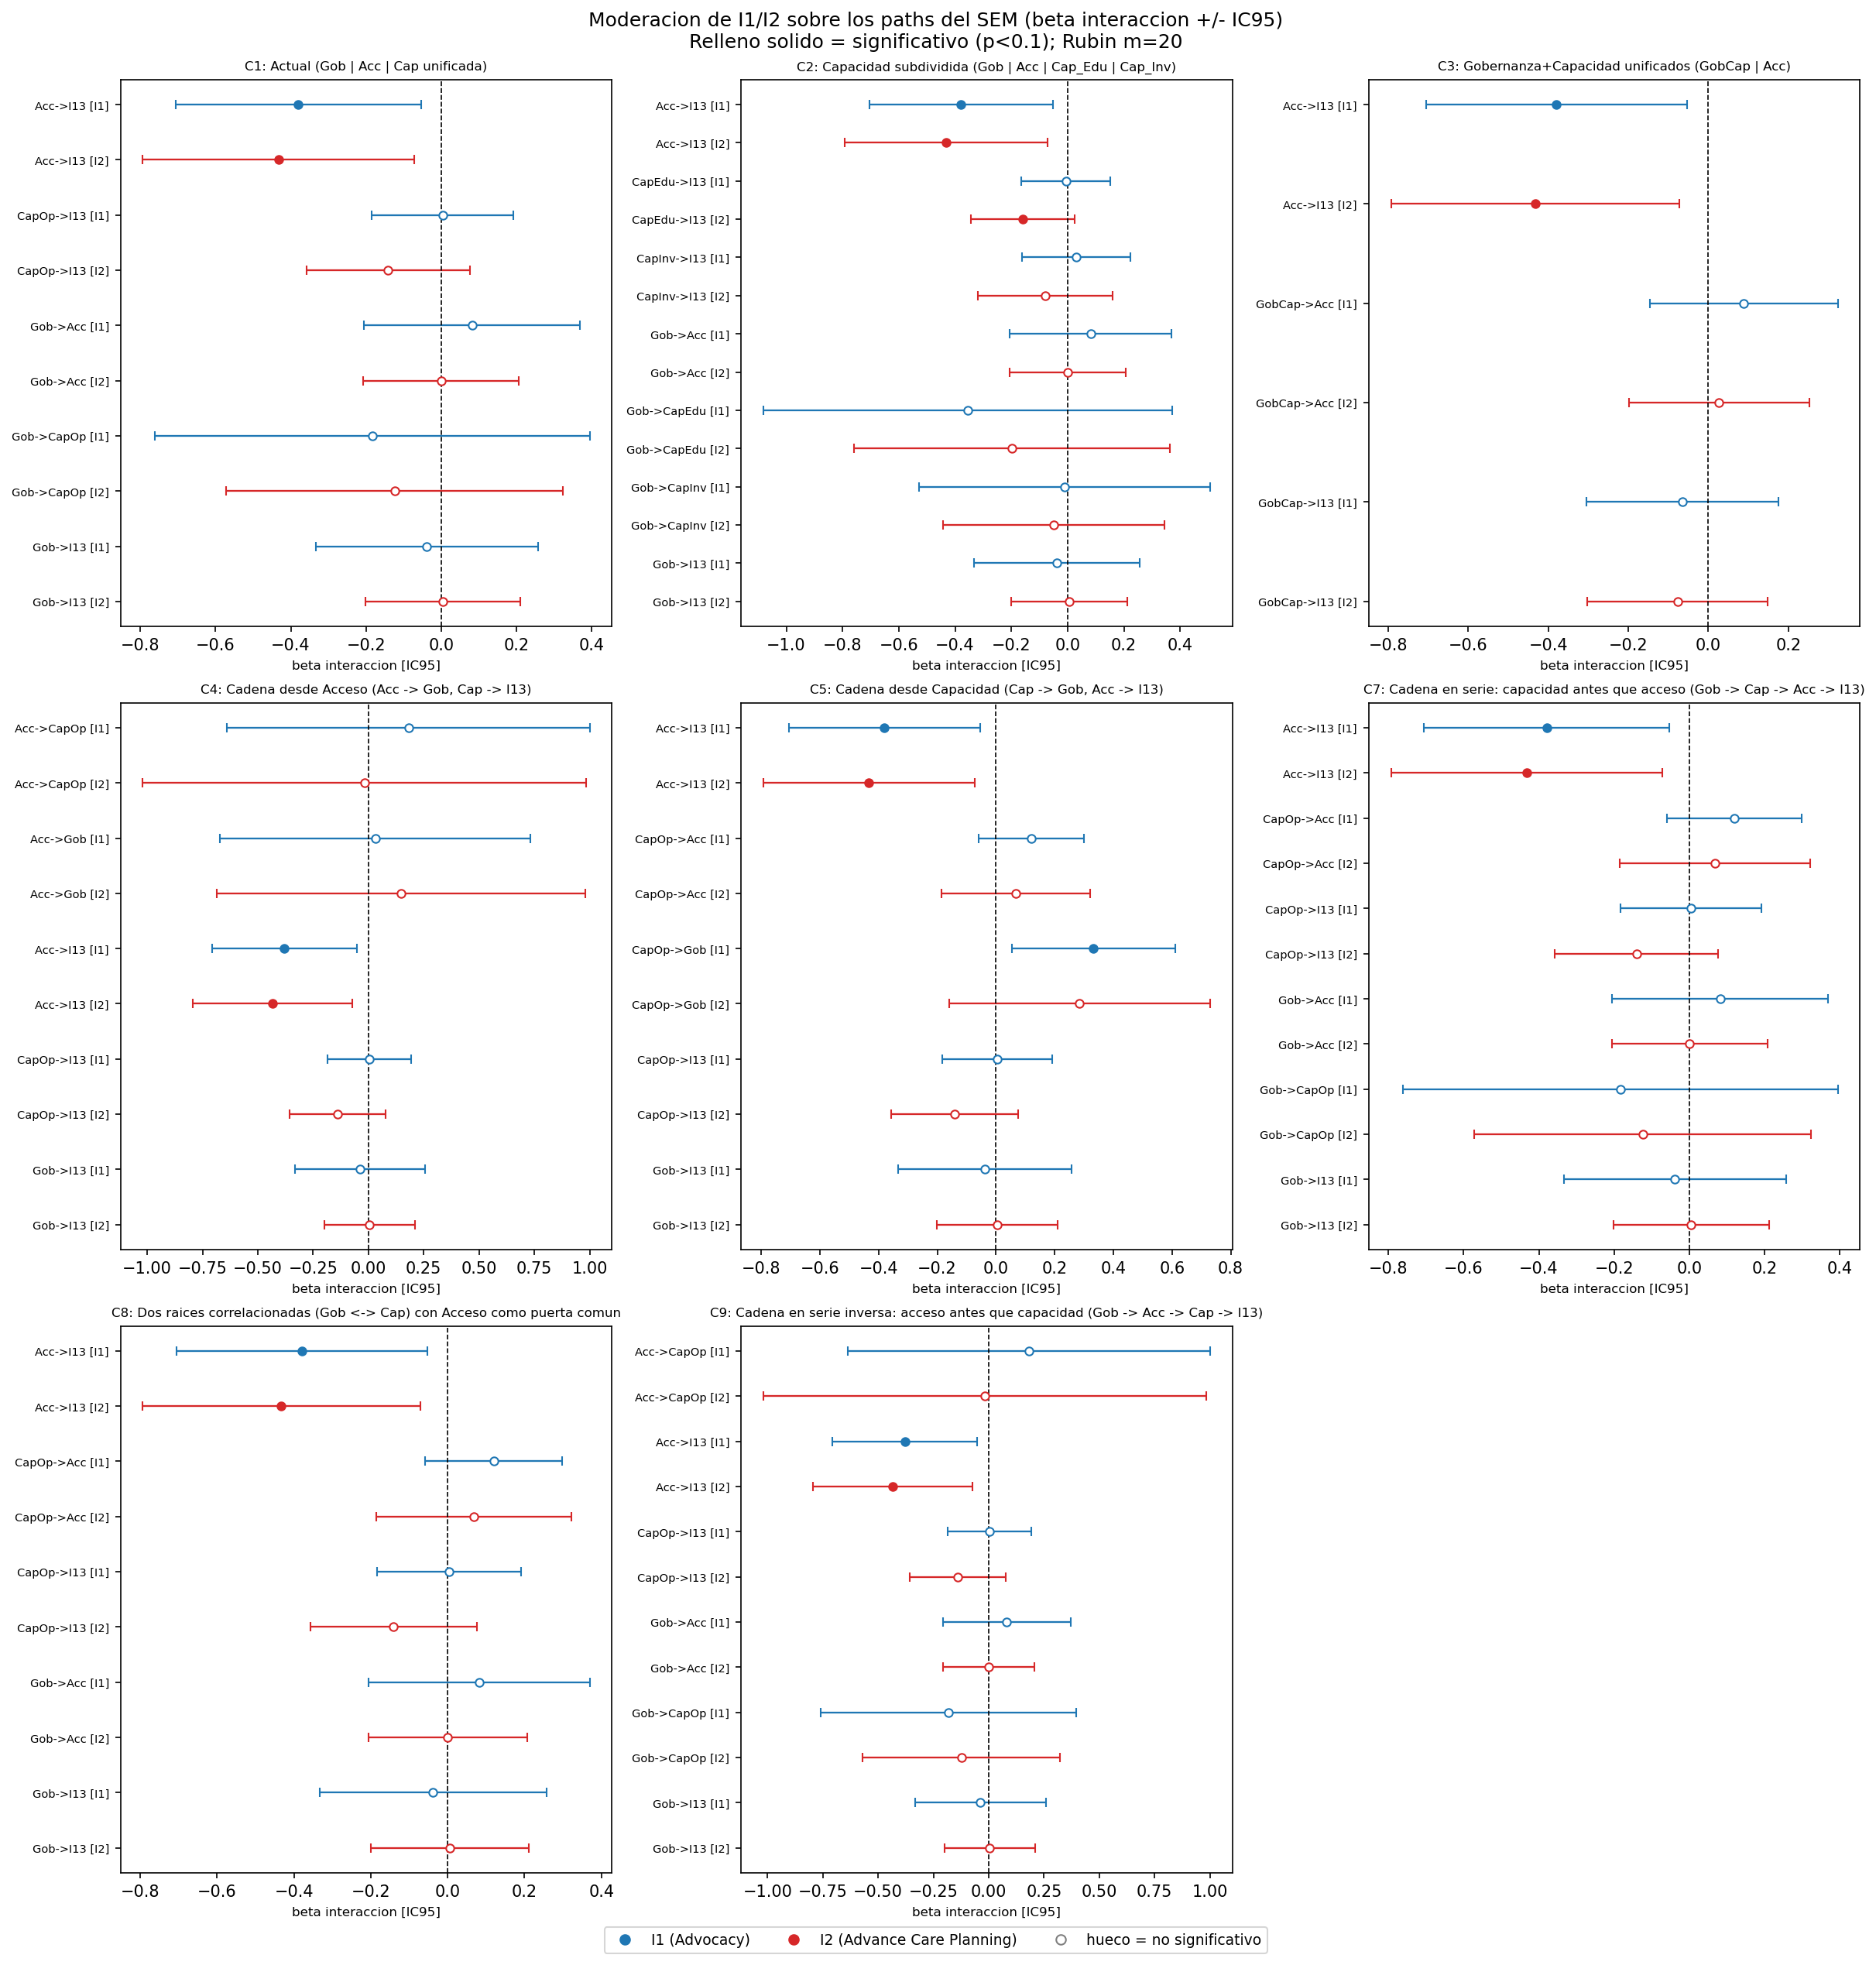 Moderacion de I1/I2 sobre los paths del SEM (beta interaccion +/- IC95)
Relleno solido = significativo (p<0.1); Rubin m=20
C1: Actual (Gob | Acc | Cap unificada)
Acc->I13 [I1]
Acc->I13 [I2]
CapOp->I13 [I1]
CapOp->I13 [I2]
Gob->Acc [I1]
Gob->Acc [I2]
Gob->CapOp [I1]
Gob->CapOp [I2]
Gob->I13 [I1]
Gob->I13 [I2]
−0.8 −0.6 −0.4 −0.2 0.0 0.2 0.4
beta interaccion [IC95]
C2: Capacidad subdividida (Gob | Acc | Cap_Edu | Cap_Inv)
Acc->I13 [I1]
Acc->I13 [I2]
CapEdu->I13 [I1]
CapEdu->I13 [I2]
CapInv->I13 [I1]
CapInv->I13 [I2]
Gob->Acc [I1]
Gob->Acc [I2]
Gob->CapEdu [I1]
Gob->CapEdu [I2]
Gob->CapInv [I1]
Gob->CapInv [I2]
Gob->I13 [I1]
Gob->I13 [I2]
−1.0 −0.8 −0.6 −0.4 −0.2 0.0 0.2 0.4
beta interaccion [IC95]
C3: Gobernanza+Capacidad unificados (GobCap | Acc)
Acc->I13 [I1]
Acc->I13 [I2]
GobCap->Acc [I1]
GobCap->Acc [I2]
GobCap->I13 [I1]
GobCap->I13 [I2]
−0.8 −0.6 −0.4 −0.2 0.0 0.2
beta interaccion [IC95]
C4: Cadena desde Acceso (Acc -> Gob, Cap -> I13)
Acc->CapOp [I1]
Acc->CapOp [I2]
Acc->Gob [I1]
Acc->Gob [I2]
Acc->I13 [I1]
Acc->I13 [I2]
CapOp->I13 [I1]
CapOp->I13 [I2]
Gob->I13 [I1]
Gob->I13 [I2]
−1.00 −0.75 −0.50 −0.25 0.00 0.25 0.50 0.75 1.00
beta interaccion [IC95]
C5: Cadena desde Capacidad (Cap -> Gob, Acc -> I13)
Acc->I13 [I1]
Acc->I13 [I2]
CapOp->Acc [I1]
CapOp->Acc [I2]
CapOp->Gob [I1]
CapOp->Gob [I2]
CapOp->I13 [I1]
CapOp->I13 [I2]
Gob->I13 [I1]
Gob->I13 [I2]
−0.8 −0.6 −0.4 −0.2 0.0 0.2 0.4 0.6 0.8
beta interaccion [IC95]
C7: Cadena en serie: capacidad antes que acceso (Gob -> Cap -> Acc -> I13)
Acc->I13 [I1]
Acc->I13 [I2]
CapOp->Acc [I1]
CapOp->Acc [I2]
CapOp->I13 [I1]
CapOp->I13 [I2]
Gob->Acc [I1]
Gob->Acc [I2]
Gob->CapOp [I1]
Gob->CapOp [I2]
Gob->I13 [I1]
Gob->I13 [I2]
−0.8 −0.6 −0.4 −0.2 0.0 0.2 0.4
beta interaccion [IC95]
C8: Dos raices correlacionadas (Gob <-> Cap) con Acceso como puerta comun
Acc->I13 [I1]
Acc->I13 [I2]
CapOp->Acc [I1]
CapOp->Acc [I2]
CapOp->I13 [I1]
CapOp->I13 [I2]
Gob->Acc [I1]
Gob->Acc [I2]
Gob->I13 [I1]
Gob->I13 [I2]
−0.8 −0.6 −0.4 −0.2 0.0 0.2 0.4
beta interaccion [IC95]
C9: Cadena en serie inversa: acceso antes que capacidad (Gob -> Acc -> Cap -> I13)
Acc->CapOp [I1]
Acc->CapOp [I2]
Acc->I13 [I1]
Acc->I13 [I2]
CapOp->I13 [I1]
CapOp->I13 [I2]
Gob->Acc [I1]
Gob->Acc [I2]
Gob->CapOp [I1]
Gob->CapOp [I2]
Gob->I13 [I1]
Gob->I13 [I2]
−1.00 −0.75 −0.50 −0.25 0.00 0.25 0.50 0.75 1.00
beta interaccion [IC95]
I1 (Advocacy) I2 (Advance Care Planning) hueco = no significativo